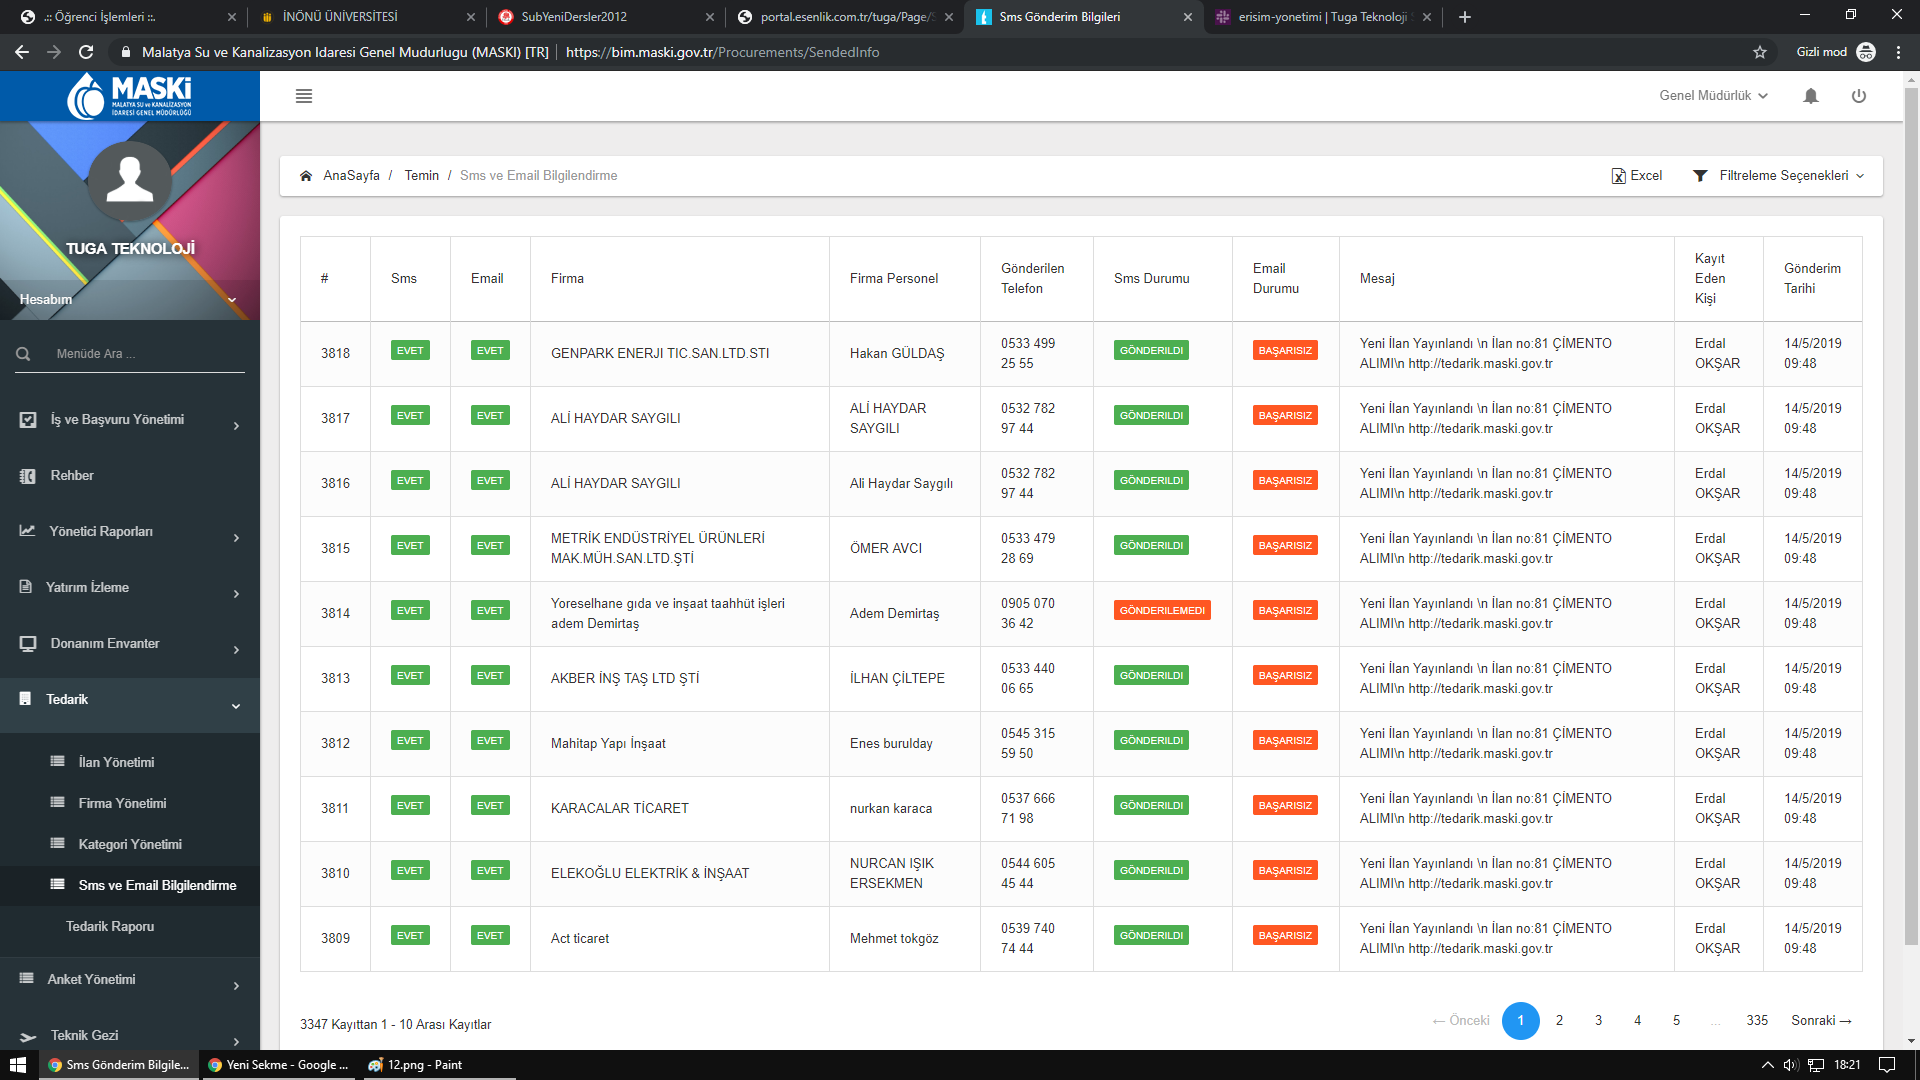 .:: Öğrenci İşlemleri ::.
İNÖNÜ ÜNİVERSİTESİ
SubYeniDersler2012
portal.esenlik.com.tr/tuga/Page/
Sms Gönderim Bilgileri
erisim-yonetimi | Tuga Teknoloji
Malatya Su ve Kanalizasyon Idaresi Genel Mudurlugu (MASKI) [TR]
https://bim.maski.gov.tr/Procurements/SendedInfo
Gizli mod
MASKi
MALATYA SU ve KANALİZASYON
İDARESİ GENEL MÜDÜRLÜĞÜ
Genel Müdürlük
TUGA TEKNOLOJİ
Hesabım
Menüde Ara ...
İş ve Başvuru Yönetimi
Rehber
Yönetici Raporları
Yatırım İzleme
Donanım Envanter
Tedarik
İlan Yönetimi
Firma Yönetimi
Kategori Yönetimi
Sms ve Email Bilgilendirme
Tedarik Raporu
Anket Yönetimi
Teknik Gezi
AnaSayfa / Temin / Sms ve Email Bilgilendirme
Excel
Filtreleme Seçenekleri
# Sms Email Firma Firma Personel Gönderilen Telefon Sms Durumu Email Durumu Mesaj Kayıt Eden Kişi Gönderim Tarihi
3818 EVET EVET GENPARK ENERJI TIC.SAN.LTD.STI Hakan GÜLDAŞ 0533 499 25 55 GÖNDERILDI BAŞARISIZ Yeni İlan Yayınlandı \n İlan no:81 ÇİMENTO ALIMI\n http://tedarik.maski.gov.tr Erdal OKŞAR 14/5/2019 09:48
3817 EVET EVET ALİ HAYDAR SAYGILI ALİ HAYDAR SAYGILI 0532 782 97 44 GÖNDERILDI BAŞARISIZ Yeni İlan Yayınlandı \n İlan no:81 ÇİMENTO ALIMI\n http://tedarik.maski.gov.tr Erdal OKŞAR 14/5/2019 09:48
3816 EVET EVET ALİ HAYDAR SAYGILI Ali Haydar Saygılı 0532 782 97 44 GÖNDERILDI BAŞARISIZ Yeni İlan Yayınlandı \n İlan no:81 ÇİMENTO ALIMI\n http://tedarik.maski.gov.tr Erdal OKŞAR 14/5/2019 09:48
3815 EVET EVET METRİK ENDÜSTRİYEL ÜRÜNLERİ MAK.MÜH.SAN.LTD.ŞTİ ÖMER AVCI 0533 479 28 69 GÖNDERILDI BAŞARISIZ Yeni İlan Yayınlandı \n İlan no:81 ÇİMENTO ALIMI\n http://tedarik.maski.gov.tr Erdal OKŞAR 14/5/2019 09:48
3814 EVET EVET Yoreselhane gıda ve inşaat taahhüt işleri adem Demirtaş Adem Demirtaş 0905 070 36 42 GÖNDERILEMEDI BAŞARISIZ Yeni İlan Yayınlandı \n İlan no:81 ÇİMENTO ALIMI\n http://tedarik.maski.gov.tr Erdal OKŞAR 14/5/2019 09:48
3813 EVET EVET AKBER İNŞ TAŞ LTD ŞTİ İLHAN ÇİLTEPE 0533 440 06 65 GÖNDERILDI BAŞARISIZ Yeni İlan Yayınlandı \n İlan no:81 ÇİMENTO ALIMI\n http://tedarik.maski.gov.tr Erdal OKŞAR 14/5/2019 09:48
3812 EVET EVET Mahitap Yapı İnşaat Enes burulday 0545 315 59 50 GÖNDERILDI BAŞARISIZ Yeni İlan Yayınlandı \n İlan no:81 ÇİMENTO ALIMI\n http://tedarik.maski.gov.tr Erdal OKŞAR 14/5/2019 09:48
3811 EVET EVET KARACALAR TİCARET nurkan karaca 0537 666 71 98 GÖNDERILDI BAŞARISIZ Yeni İlan Yayınlandı \n İlan no:81 ÇİMENTO ALIMI\n http://tedarik.maski.gov.tr Erdal OKŞAR 14/5/2019 09:48
3810 EVET EVET ELEKOĞLU ELEKTRİK & İNŞAAT NURCAN IŞIK ERSEKMEN 0544 605 45 44 GÖNDERILDI BAŞARISIZ Yeni İlan Yayınlandı \n İlan no:81 ÇİMENTO ALIMI\n http://tedarik.maski.gov.tr Erdal OKŞAR 14/5/2019 09:48
3809 EVET EVET Act ticaret Mehmet tokgöz 0539 740 74 44 GÖNDERILDI BAŞARISIZ Yeni İlan Yayınlandı \n İlan no:81 ÇİMENTO ALIMI\n http://tedarik.maski.gov.tr Erdal OKŞAR 14/5/2019 09:48
3347 Kayıttan 1 - 10 Arası Kayıtlar
← Önceki 1 2 3 4 5 ... 335 Sonraki →
Sms Gönderim Bilgile...
Yeni Sekme - Google ...
12.png - Paint
18:21